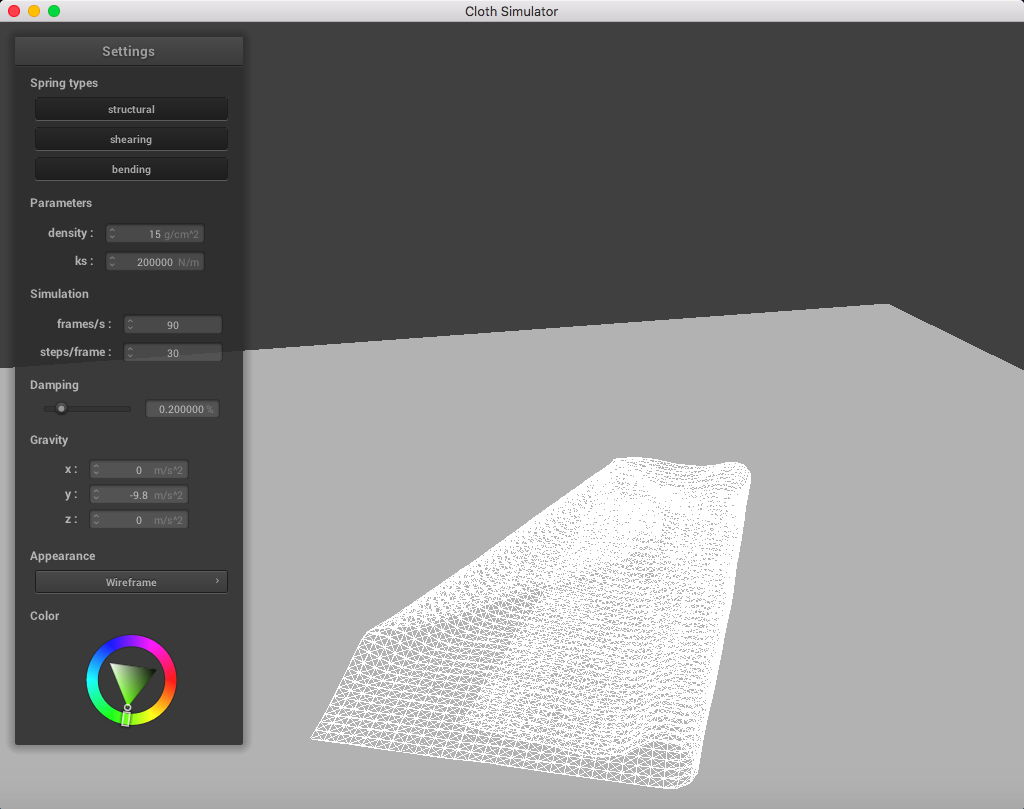 Cloth Simulator
Settings
Spring types
structural
shearing
bending
Parameters
density : 15 g/cm^2
ks : 200000 N/m
Simulation
frames/s : 90
steps/frame : 30
Damping
0.200000 %
Gravity
x : 0 m/s^2
y : -9.8 m/s^2
z : 0 m/s^2
Appearance
Wireframe
Color